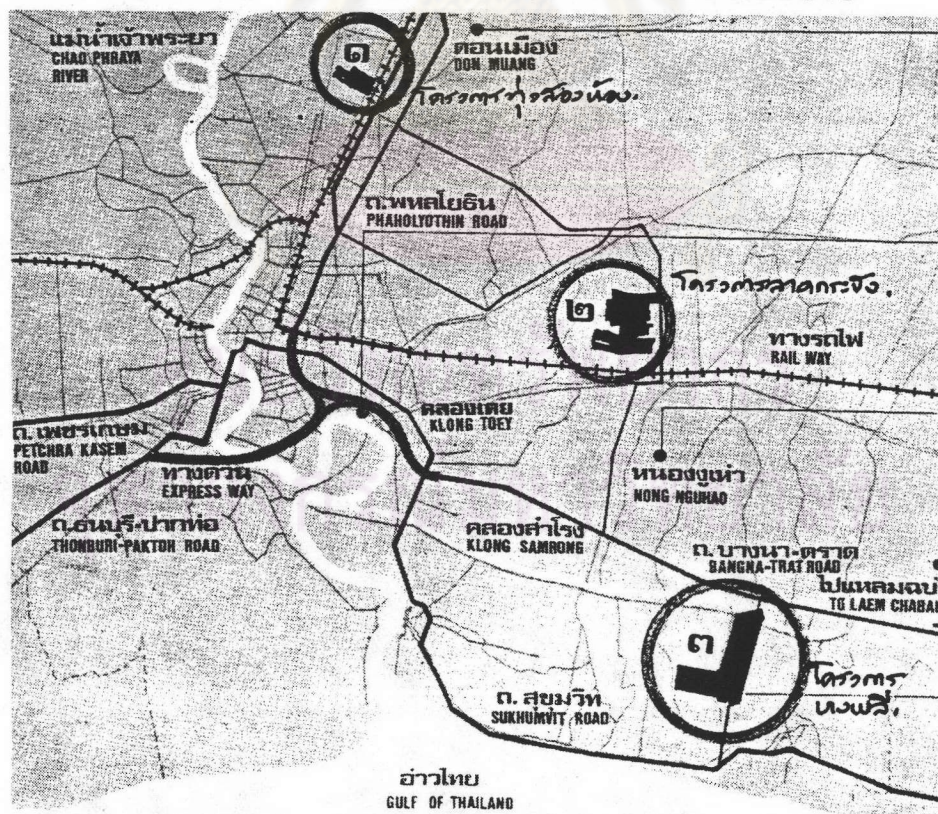 แม่น้ำเจ้าพระยา
CHAO PHRAYA
RIVER
๑
ดอนเมือง
DON MUANG
โครงการทุ่งสองห้อง.
ถ.พหลโยธิน
PHAHOLYOTHIN ROAD
โครงการลาดกระบัง.
๒
ทางรถไฟ
RAIL WAY
คลองเตย
KLONG TOEY
ถ.เพชรเกษม
PETCHRA KASEM
ROAD
ทางด่วน
EXPRESS WAY
หนองงูเห่า
NONG NGUHAO
ถ.ธนบุรี-ปากท่อ
THONBURI-PAKTOH ROAD
คลองสำโรง
KLONG SAMRONG
ถ.บางนา-ตราด
BANGNA-TRAT ROAD
ไปแหลมฉบั
TO LAEM CHABA
๓
โครงการ
บางพลี.
ถ. สุขุมวิท
SUKHUMVIT ROAD
อ่าวไทย
GULF OF THAILAND